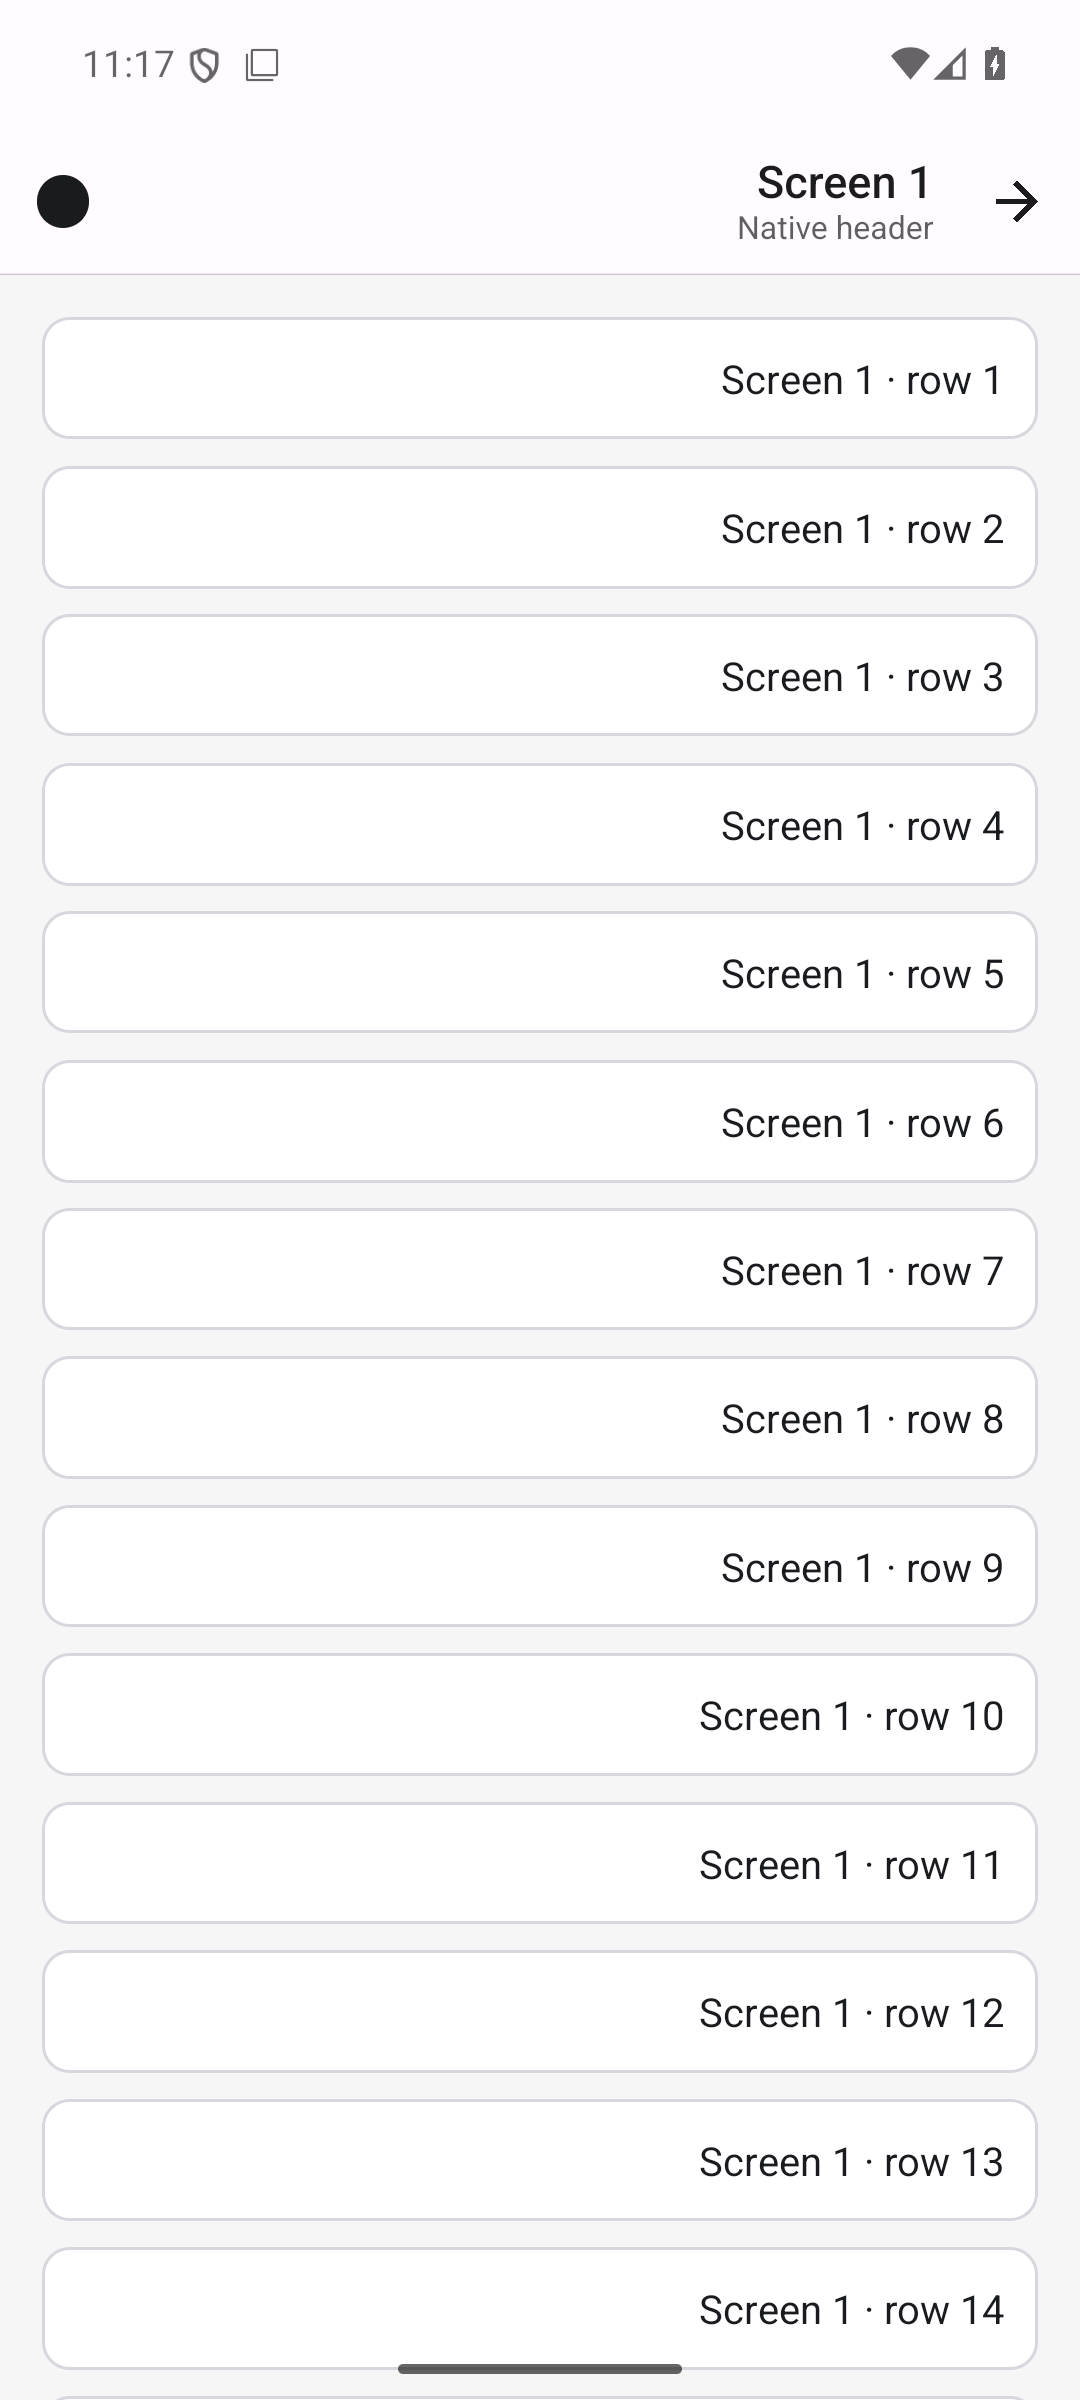 11:17
Screen 1
Native header
Screen 1 · row 1
Screen 1 · row 2
Screen 1 · row 3
Screen 1 · row 4
Screen 1 · row 5
Screen 1 · row 6
Screen 1 · row 7
Screen 1 · row 8
Screen 1 · row 9
Screen 1 · row 10
Screen 1 · row 11
Screen 1 · row 12
Screen 1 · row 13
Screen 1 · row 14